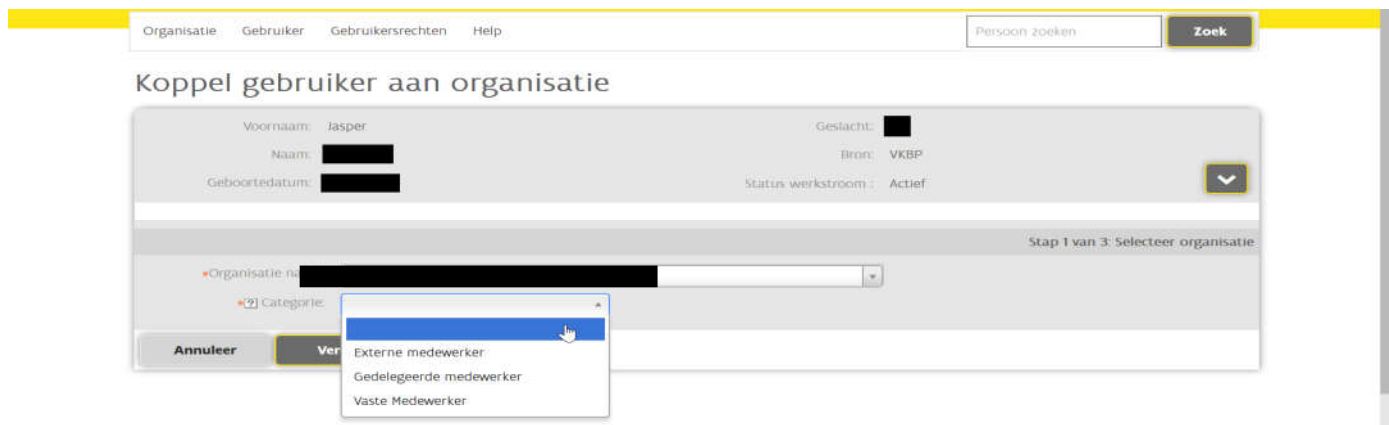 Organisatie Gebruiker Gebruikersrechten Help Persoon zoeken Zoek
Koppel gebruiker aan organisatie
Voornaam: Jasper Geslacht:
Naam: Bron: VKBP
Geboortedatum: Status werkstroom : Actief
Stap 1 van 3: Selecteer organisatie
*Organisatie na
*[?] Categorie:
Annuleer Ver
Externe medewerker
Gedelegeerde medewerker
Vaste Medewerker